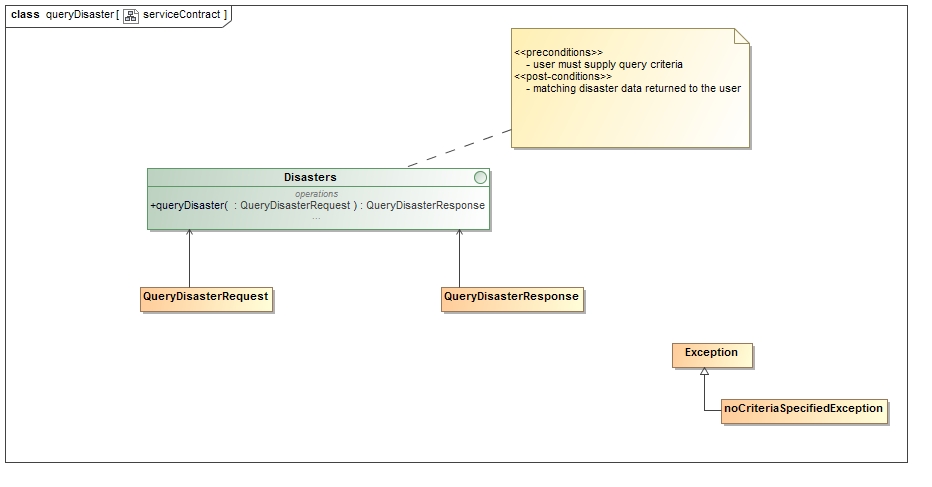 class queryDisaster [ serviceContract ]
<<preconditions>>
- user must supply query criteria
<<post-conditions>>
- matching disaster data returned to the user
Disasters
operations
+queryDisaster( : QueryDisasterRequest ) : QueryDisasterResponse
...
QueryDisasterRequest
QueryDisasterResponse
Exception
noCriteriaSpecifiedException